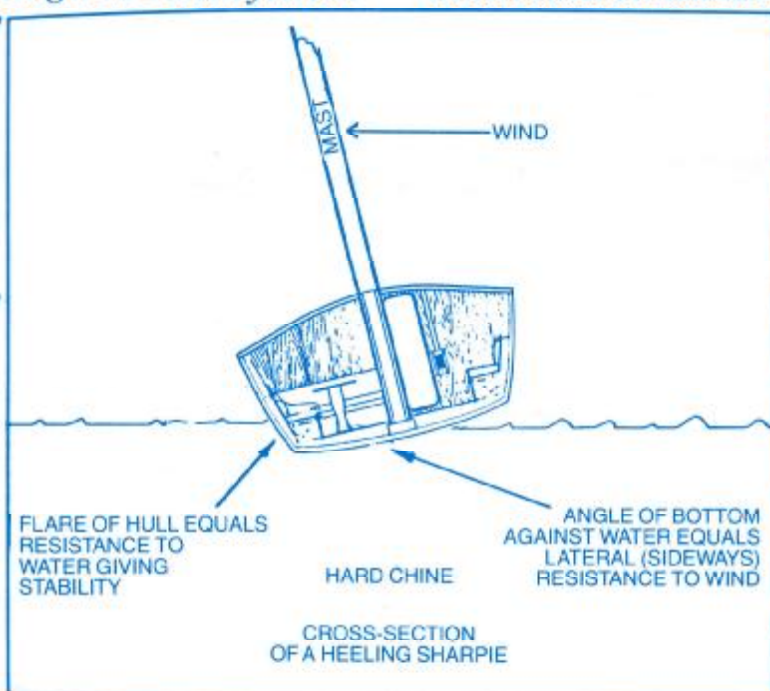 MAST
WIND
FLARE OF HULL EQUALS
RESISTANCE TO
WATER GIVING
STABILITY
ANGLE OF BOTTOM
AGAINST WATER EQUALS
LATERAL (SIDEWAYS)
RESISTANCE TO WIND
HARD CHINE
CROSS-SECTION
OF A HEELING SHARPIE